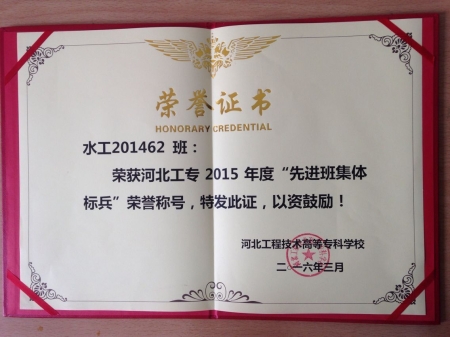 荣誉证书
HONORARY CREDENTIAL
水工201462 班：
荣获河北工专 2015 年度“先进班集体
标兵”荣誉称号，特发此证，以资鼓励！
河北工程技术高等专科学校
二一六年三月